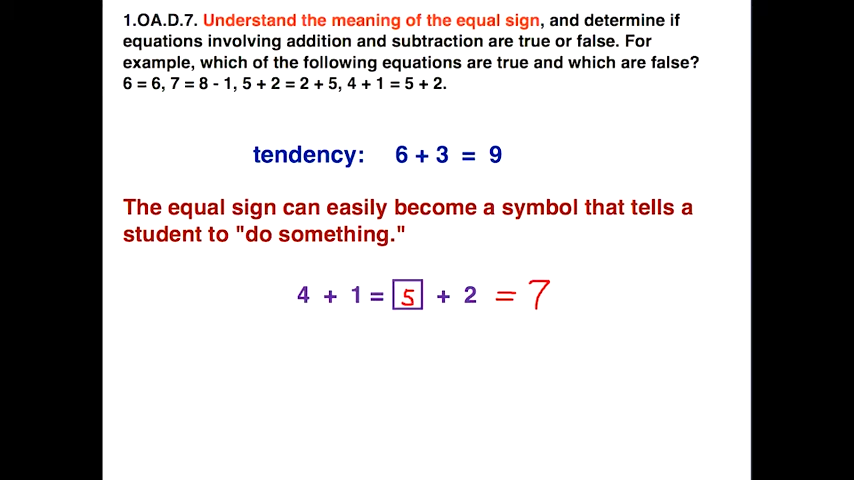 1.OA.D.7. Understand the meaning of the equal sign, and determine if
equations involving addition and subtraction are true or false. For
example, which of the following equations are true and which are false?
6 = 6, 7 = 8 - 1, 5 + 2 = 2 + 5, 4 + 1 = 5 + 2.
tendency: 6 + 3 = 9
The equal sign can easily become a symbol that tells a
student to "do something."
4 + 1 = 5 + 2 = 7